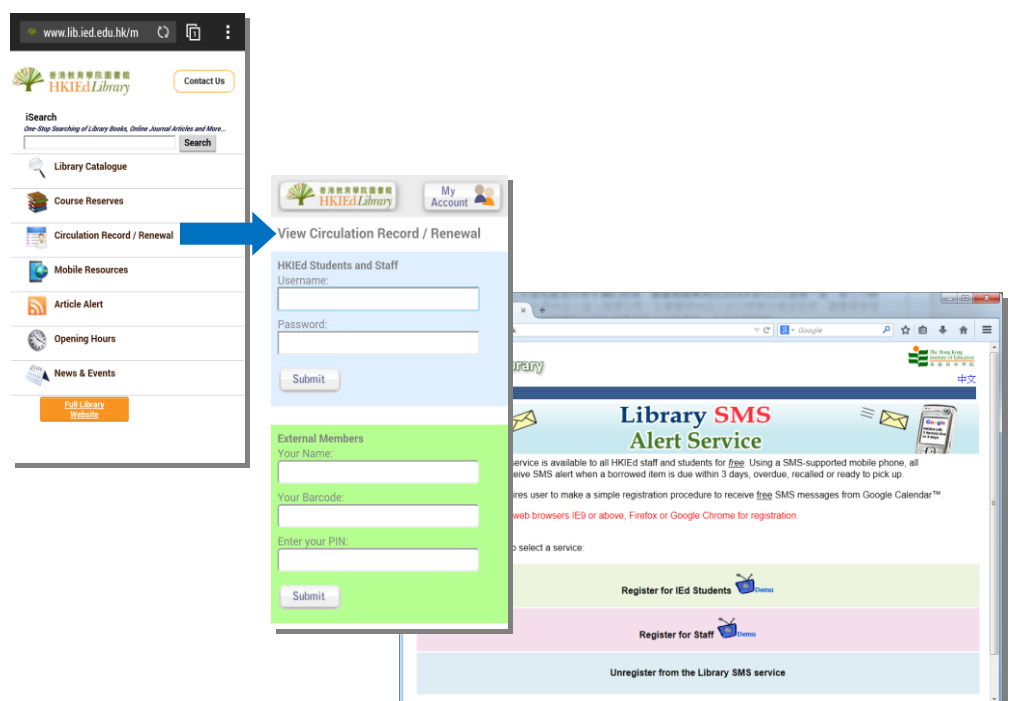 www.lib.ied.edu.hk/m
1
香港教育學院圖書館
HKIEd Library
Contact Us
iSearch
One-Stop Searching of Library Books, Online Journal Articles and More...
Search
Library Catalogue
Course Reserves
Circulation Record / Renewal
Mobile Resources
Article Alert
Opening Hours
News & Events
Full Library
Website
香港教育學院圖書館
HKIEd Library
My
Account
View Circulation Record / Renewal
HKIEd Students and Staff
Username:
Password:
Submit
External Members
Your Name:
Your Barcode:
Enter your PIN:
Submit
Google
The Hong Kong
Institute of Education
中文
Library SMS
Alert Service
Google
service is available to all HKIEd staff and students for free. Using a SMS-supported mobile phone, all
eive SMS alert when a borrowed item is due within 3 days, overdue, recalled or ready to pick up.
ires user to make a simple registration procedure to receive free SMS messages from Google Calendar™.
web browsers IE9 or above, Firefox or Google Chrome for registration.
o select a service:
Register for IEd Students Demo
Register for Staff Demo
Unregister from the Library SMS service